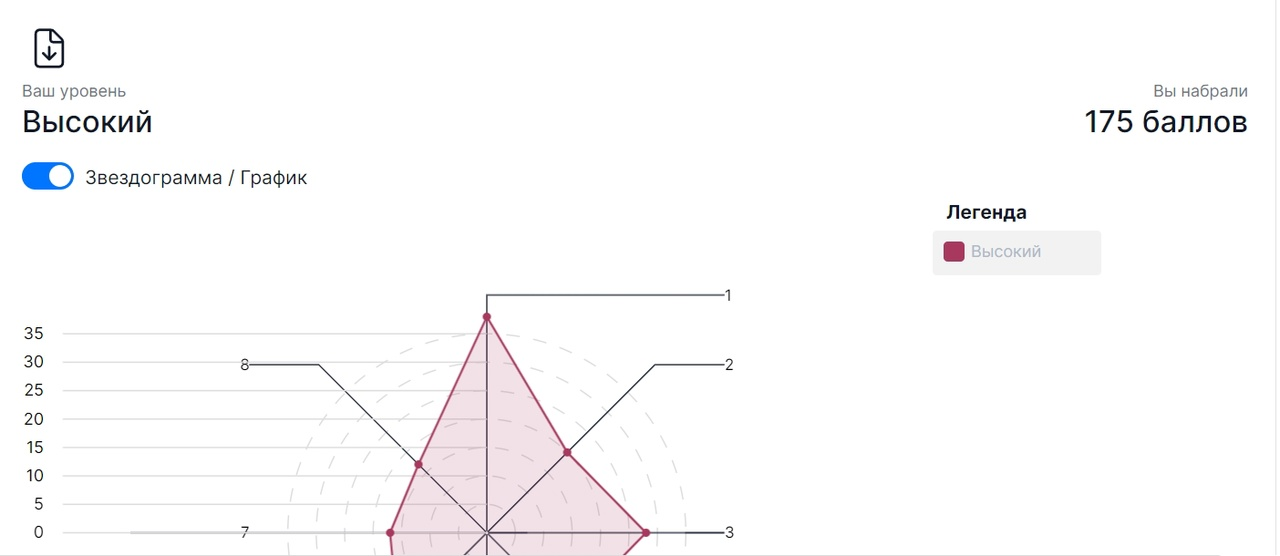 Ваш уровень
Вы набрали
Высокий
175 баллов
Звездограмма / График
Легенда
Высокий
1
35
8
30
2
25
20
15
10
5
0
7
3